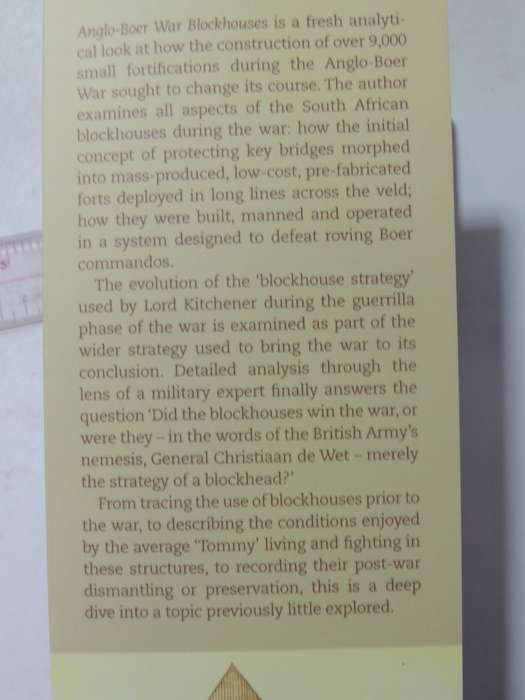 Anglo-Boer War Blockhouses is a fresh analyti-
cal look at how the construction of over 9,000
small fortifications during the Anglo-Boer
War sought to change its course. The author
examines all aspects of the South African
blockhouses during the war: how the initial
concept of protecting key bridges morphed
into mass-produced, low-cost, pre-fabricated
forts deployed in long lines across the veld;
how they were built, manned and operated
in a system designed to defeat roving Boer
commandos.
The evolution of the 'blockhouse strategy'
used by Lord Kitchener during the guerrilla
phase of the war is examined as part of the
wider strategy used to bring the war to its
conclusion. Detailed analysis through the
lens of a military expert finally answers the
question 'Did the blockhouses win the war, or
were they – in the words of the British Army's
nemesis, General Christiaan de Wet – merely
the strategy of a blockhead?'
From tracing the use of blockhouses prior to
the war, to describing the conditions enjoyed
by the average 'Tommy' living and fighting in
these structures, to recording their post-war
dismantling or preservation, this is a deep
dive into a topic previously little explored.